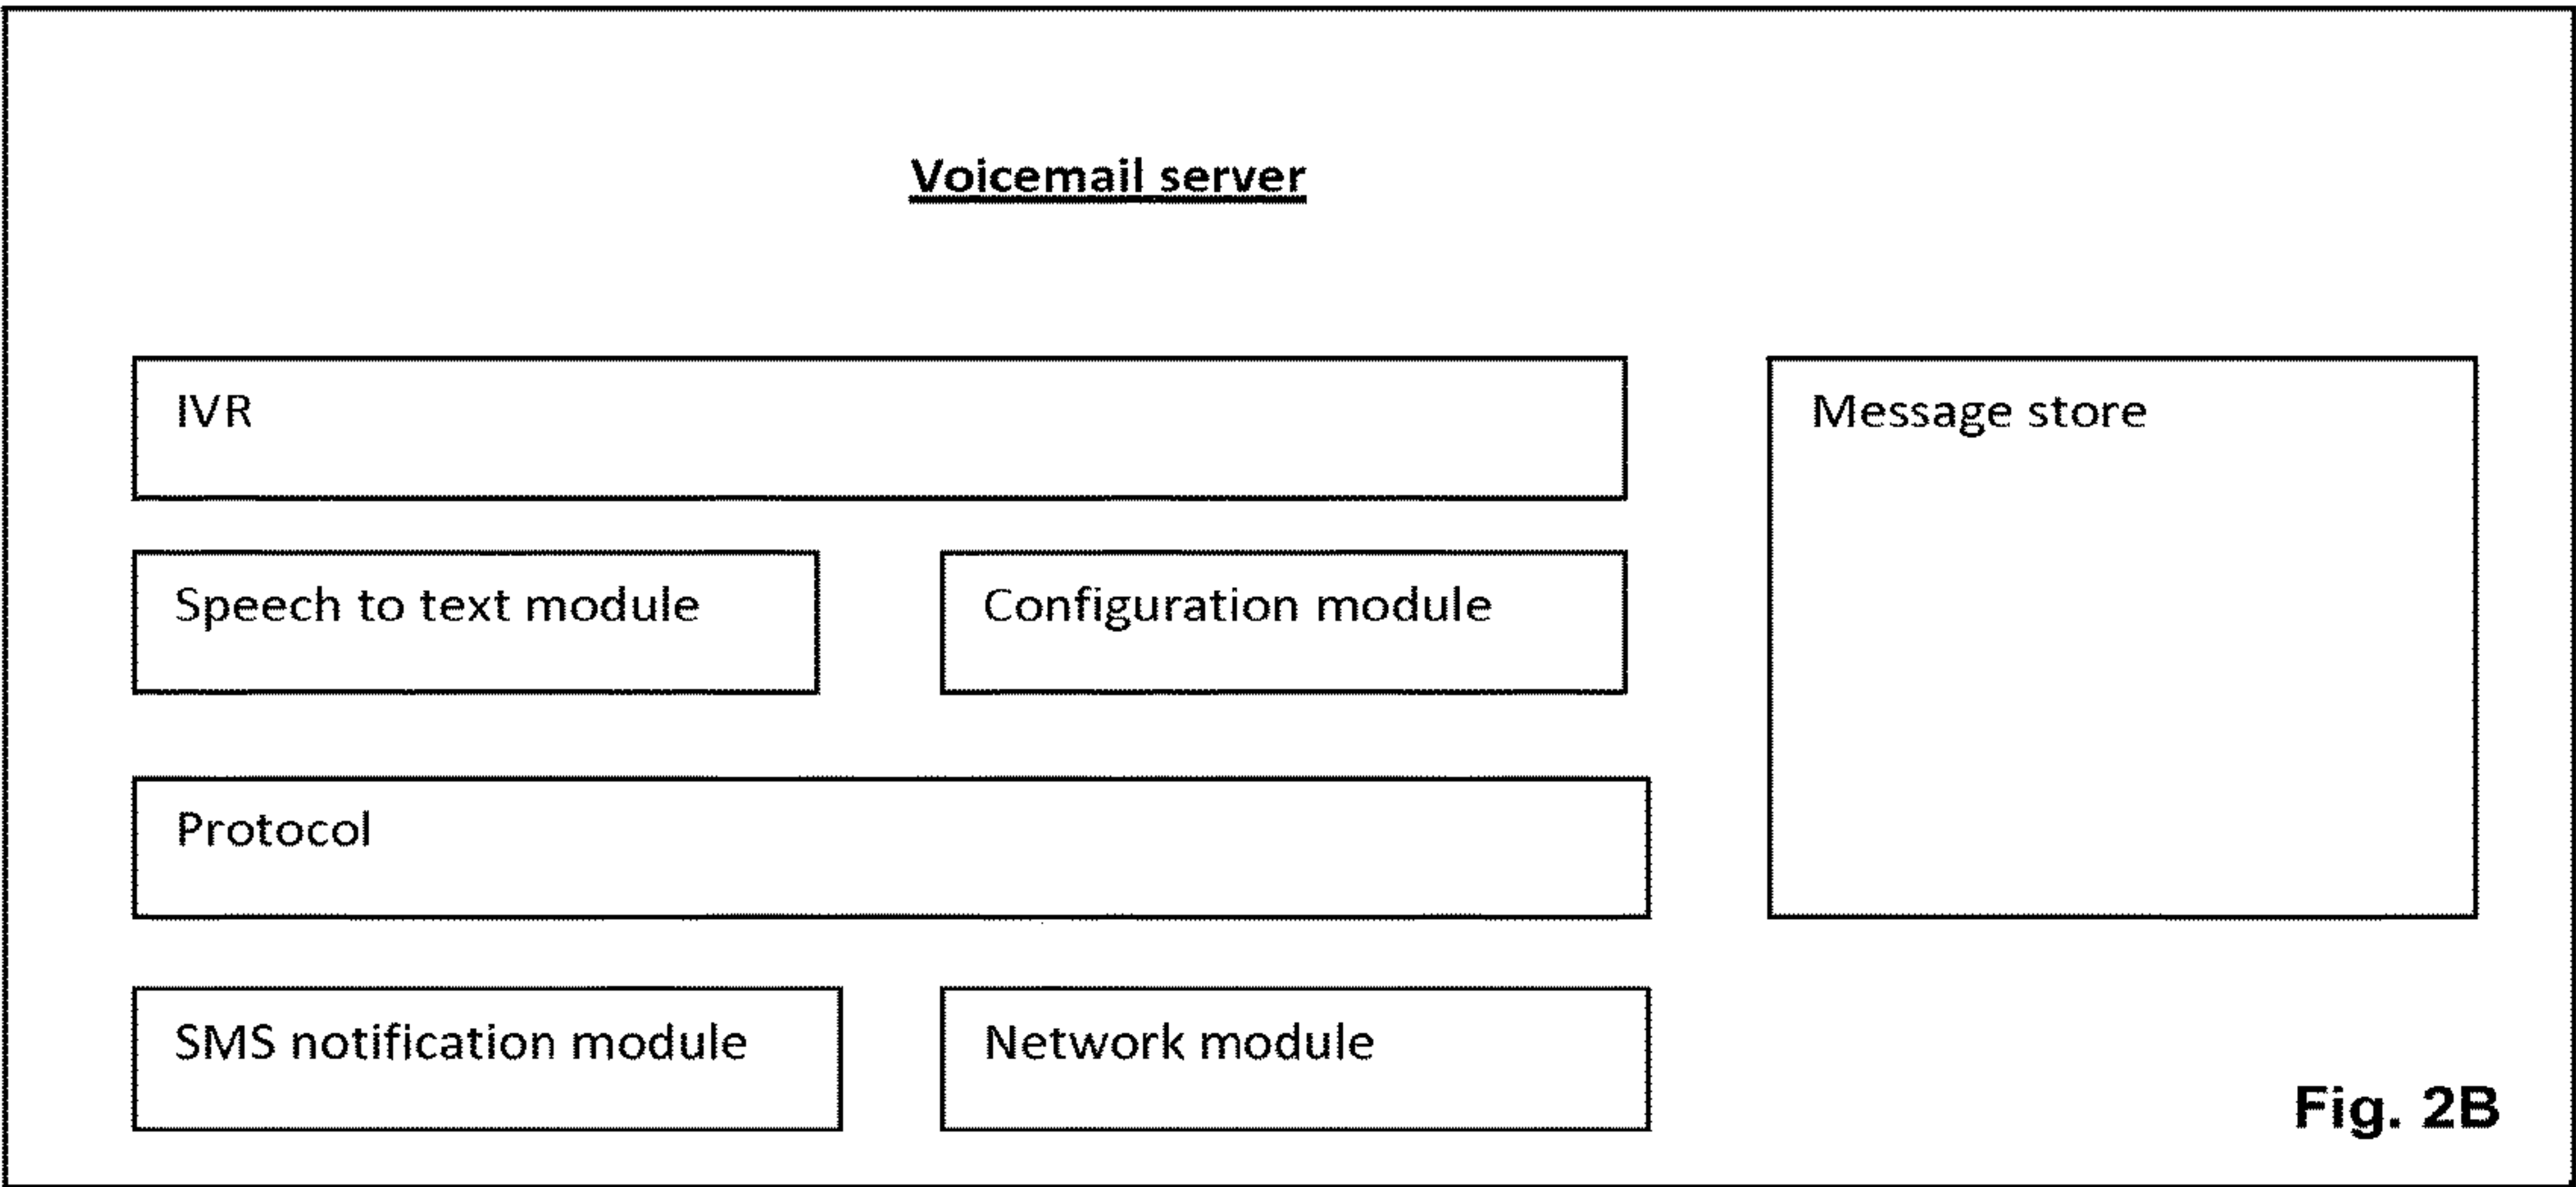 Voicemail server
IVR
Message store
Speech to text module
Configuration module
Protocol
SMS notification module
Network module
Fig. 2B